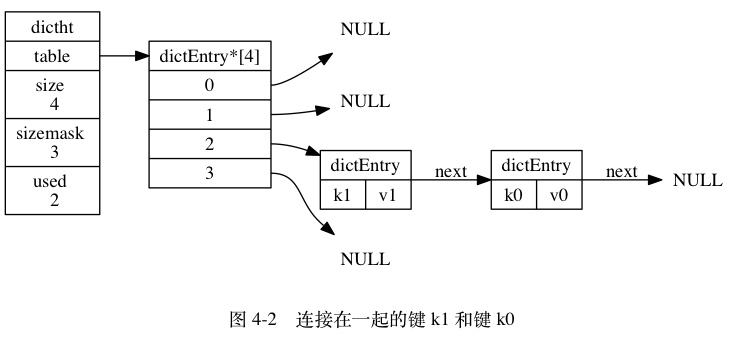 dictht
table
size
4
sizemask
3
used
2
dictEntry*[4]
0
1
2
3
NULL
NULL
dictEntry
k1 v1
next
dictEntry
k0 v0
next
NULL
NULL
图 4-2 连接在一起的键 k1 和键 k0